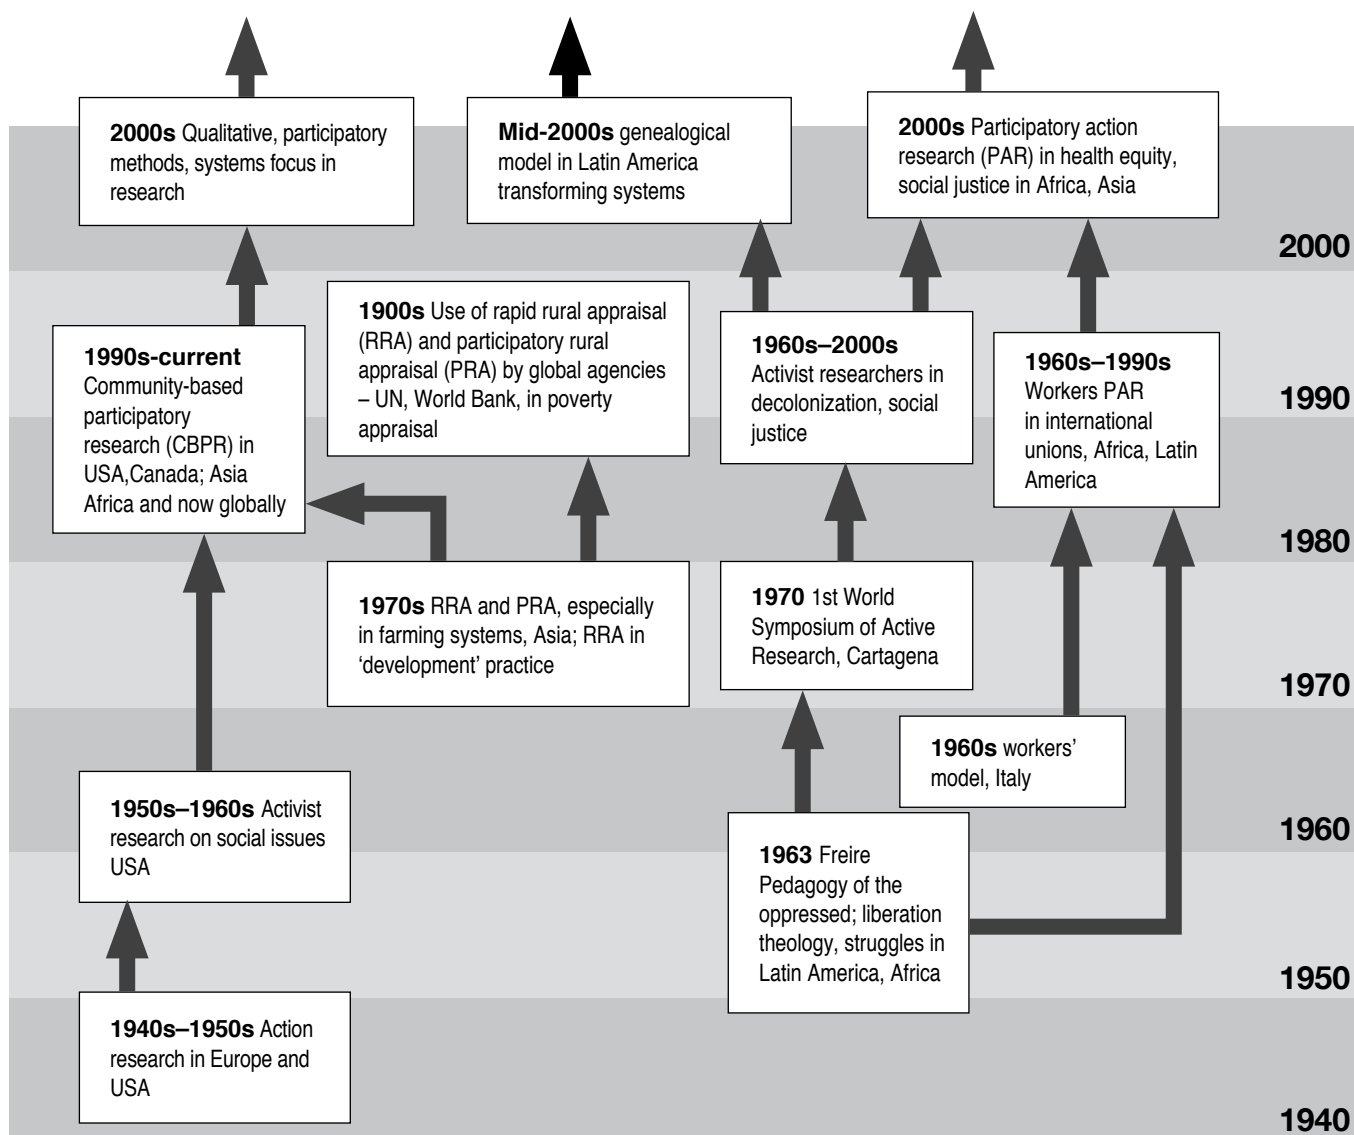 2000s Qualitative, participatory
methods, systems focus in
research
Mid-2000s genealogical
model in Latin America
transforming systems
2000s Participatory action
research (PAR) in health equity,
social justice in Africa, Asia
2000
1990s-current
Community-based
participatory
research (CBPR) in
USA,Canada; Asia
Africa and now globally
1900s Use of rapid rural appraisal
(RRA) and participatory rural
appraisal (PRA) by global agencies
– UN, World Bank, in poverty
appraisal
1960s–2000s
Activist researchers in
decolonization, social
justice
1960s–1990s
Workers PAR
in international
unions, Africa, Latin
America
1990
1980
1970s RRA and PRA, especially
in farming systems, Asia; RRA in
‘development’ practice
1970 1st World
Symposium of Active
Research, Cartagena
1970
1960s workers’
model, Italy
1950s–1960s Activist
research on social issues
USA
1960
1963 Freire
Pedagogy of the
oppressed; liberation
theology, struggles in
Latin America, Africa
1950
1940s–1950s Action
research in Europe and
USA
1940